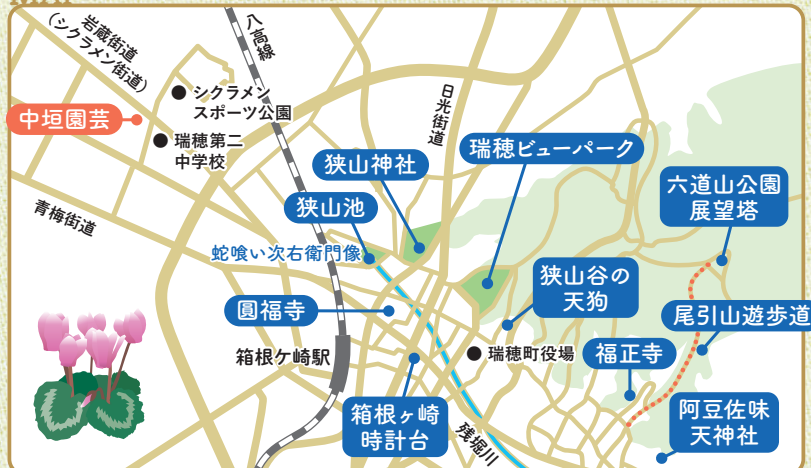 岩蔵街道
(シクラメン街道)
八高線
シクラメン
スポーツ公園
日光街道
中垣園芸
瑞穂第二
中学校
狭山神社
瑞穂ビューパーク
六道山公園
展望塔
狭山池
青梅街道
蛇喰い次右衛門像
狭山谷の
天狗
圓福寺
尾引山遊歩道
箱根ケ崎駅
瑞穂町役場
福正寺
箱根ヶ崎
時計台
残堀川
阿豆佐味
天神社